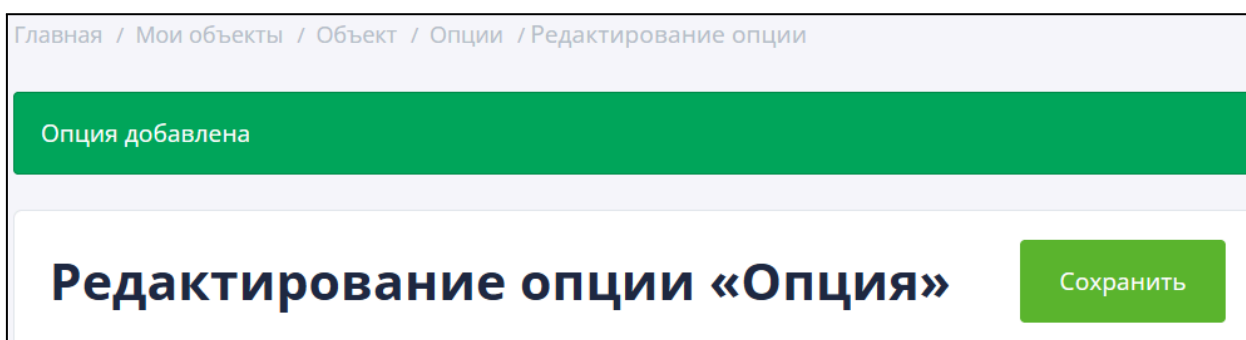 Главная / Мои объекты / Объект / Опции / Редактирование опции
Опция добавлена
Редактирование опции «Опция»
Сохранить